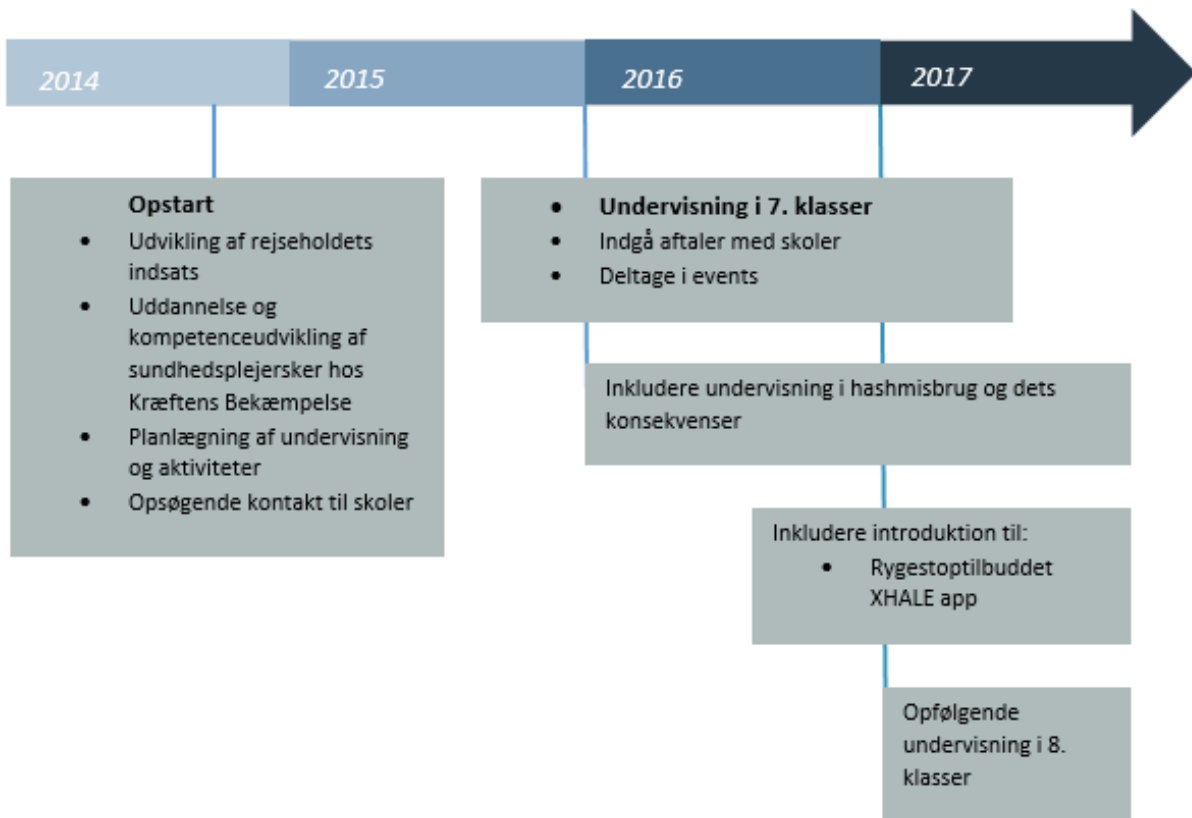 2014
2015
2016
2017
Opstart
• Udvikling af rejseholdets
indsats
• Uddannelse og
kompetenceudvikling af
sundhedsplejersker hos
Kræftens Bekæmpelse
• Planlægning af undervisning
og aktiviteter
• Opsøgende kontakt til skoler
• Undervisning i 7. klasser
• Indgå aftaler med skoler
• Deltage i events
Inkludere undervisning i hashmisbrug og dets
konsekvenser
Inkludere introduktion til:
• Rygestoptilbuddet
XHALE app
Opfølgende
undervisning i 8.
klasser